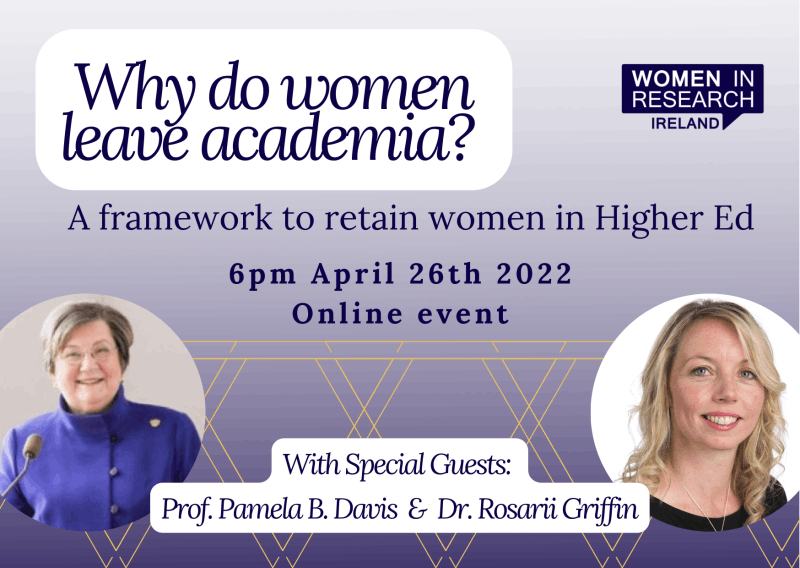 Why do women
leave academia?
WOMEN IN
RESEARCH
IRELAND
A framework to retain women in Higher Ed
6pm April 26th 2022
Online event
With Special Guests:
Prof. Pamela B. Davis & Dr. Rosarii Griffin